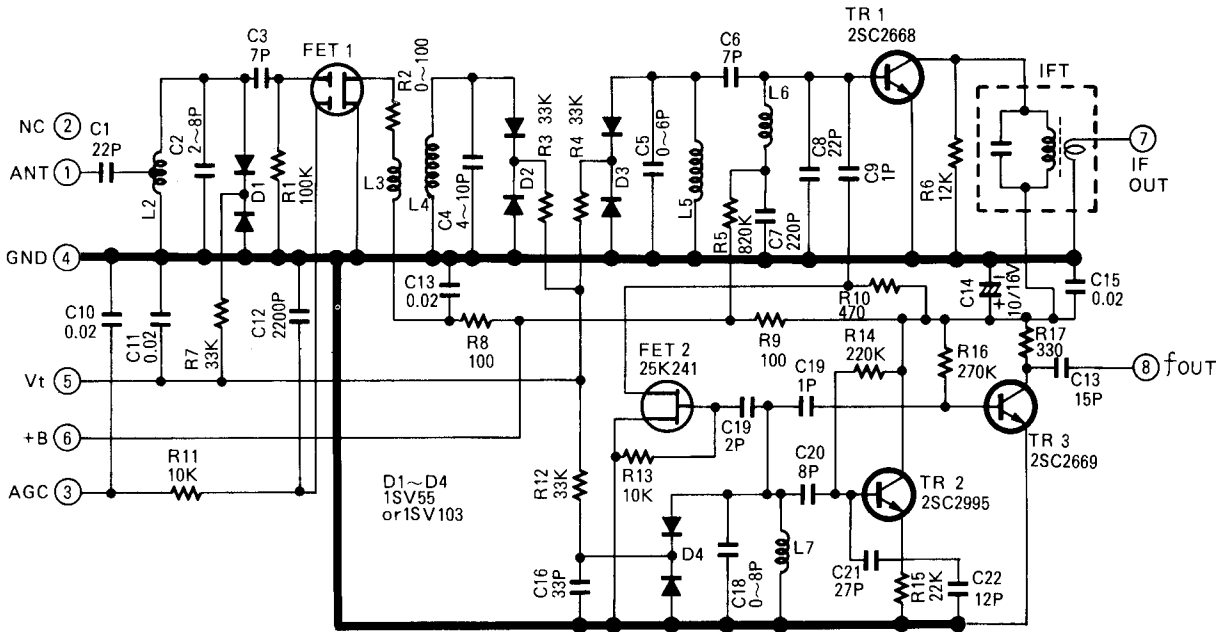 TR 1
2SC2668
C3
7P
FET 1
R2
0~100
C6
7P
IFT
NC 2
C1
22P
ANT 1
L2
C2
2~8P
D1
R1
100K
L3
L4
C4
4~10P
D2
R3 33K
R4 33K
D3
C5
0~6P
L5
L6
R5
820K
C7
220P
C8
22P
C9
1P
R6
12K
7
IF
OUT
GND 4
C10
0.02
C11
0.02
R7
33K
C12
2200P
C13
0.02
R8
100
R9
100
R10
470
C14
10/16V
−
+
C15
0.02
FET 2
25K241
R14
220K
C19
1P
R16
270K
R17
330
C13
15P
8 fOUT
Vt 5
+B 6
AGC 3
R11
10K
D1~D4
1SV55
or1SV103
R12
33K
R13
10K
C19
2P
C20
8P
TR 2
2SC2995
TR 3
2SC2669
C16
33P
D4
C18
0~8P
L7
C21
27P
R15
22K
C22
12P